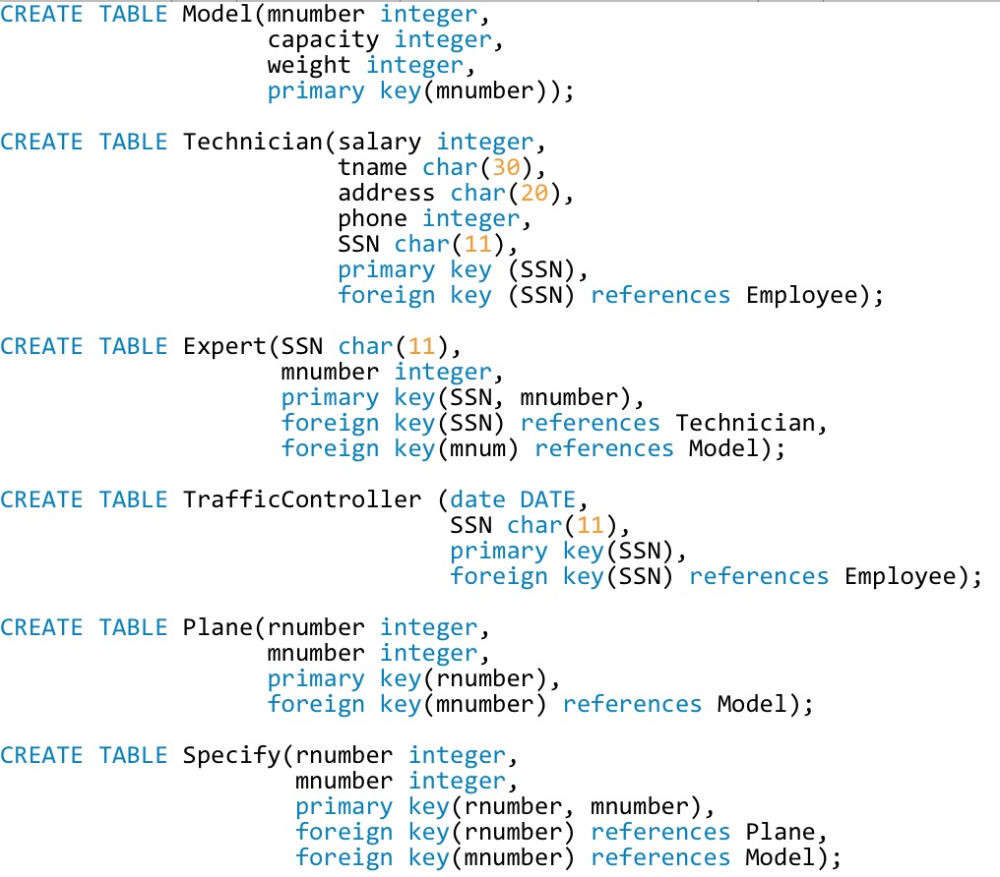 CREATE TABLE Model(mnumber integer,
capacity integer,
weight integer,
primary key(mnumber));
CREATE TABLE Technician(salary integer,
tname char(30),
address char(20),
phone integer,
SSN char(11),
primary key (SSN),
foreign key (SSN) references Employee);
CREATE TABLE Expert(SSN char(11),
mnumber integer,
primary key(SSN, mnumber),
foreign key(SSN) references Technician,
foreign key(mnum) references Model);
CREATE TABLE TrafficController (date DATE,
SSN char(11),
primary key(SSN),
foreign key(SSN) references Employee);
CREATE TABLE Plane(rnumber integer,
mnumber integer,
primary key(rnumber),
foreign key(mnumber) references Model);
CREATE TABLE Specify(rnumber integer,
mnumber integer,
primary key(rnumber, mnumber),
foreign key(rnumber) references Plane,
foreign key(mnumber) references Model);